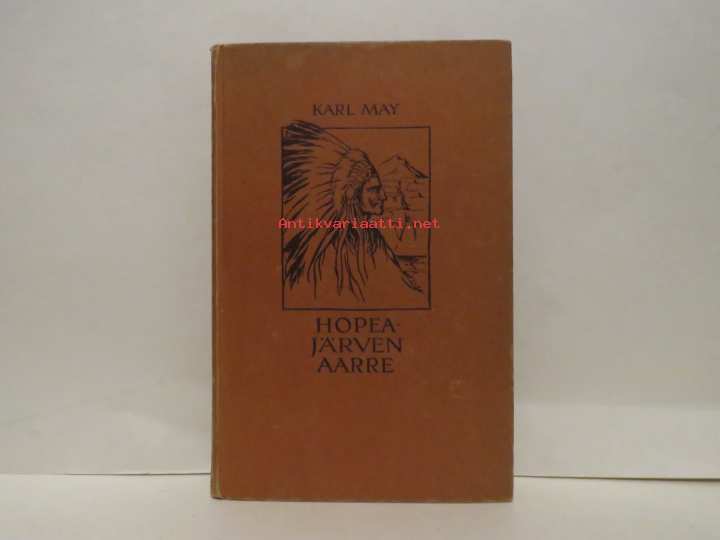 KARL MAY
Antikvariaatti.net
HOPEA-
JÄRVEN
AARRE